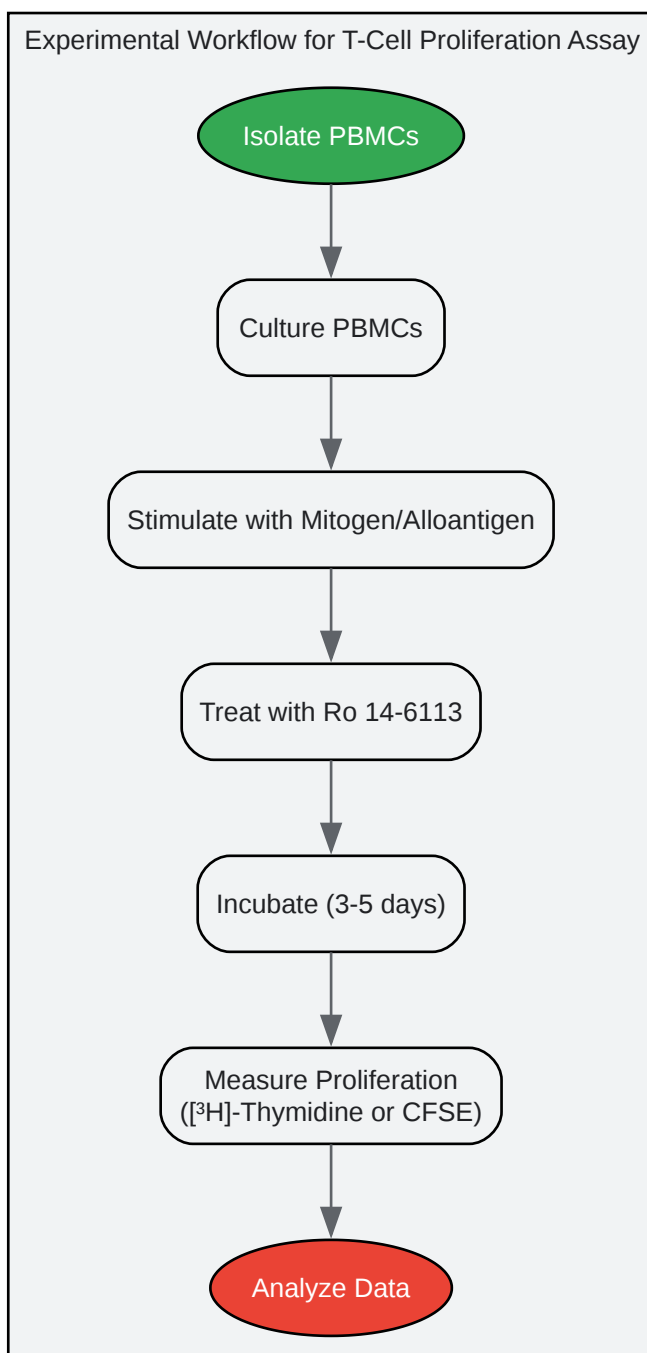 Experimental Workflow for T-Cell Proliferation Assay
Isolate PBMCs
Culture PBMCs
Stimulate with Mitogen/Alloantigen
Treat with Ro 14-6113
Incubate (3-5 days)
Measure Proliferation
([³H]-Thymidine or CFSE)
Analyze Data